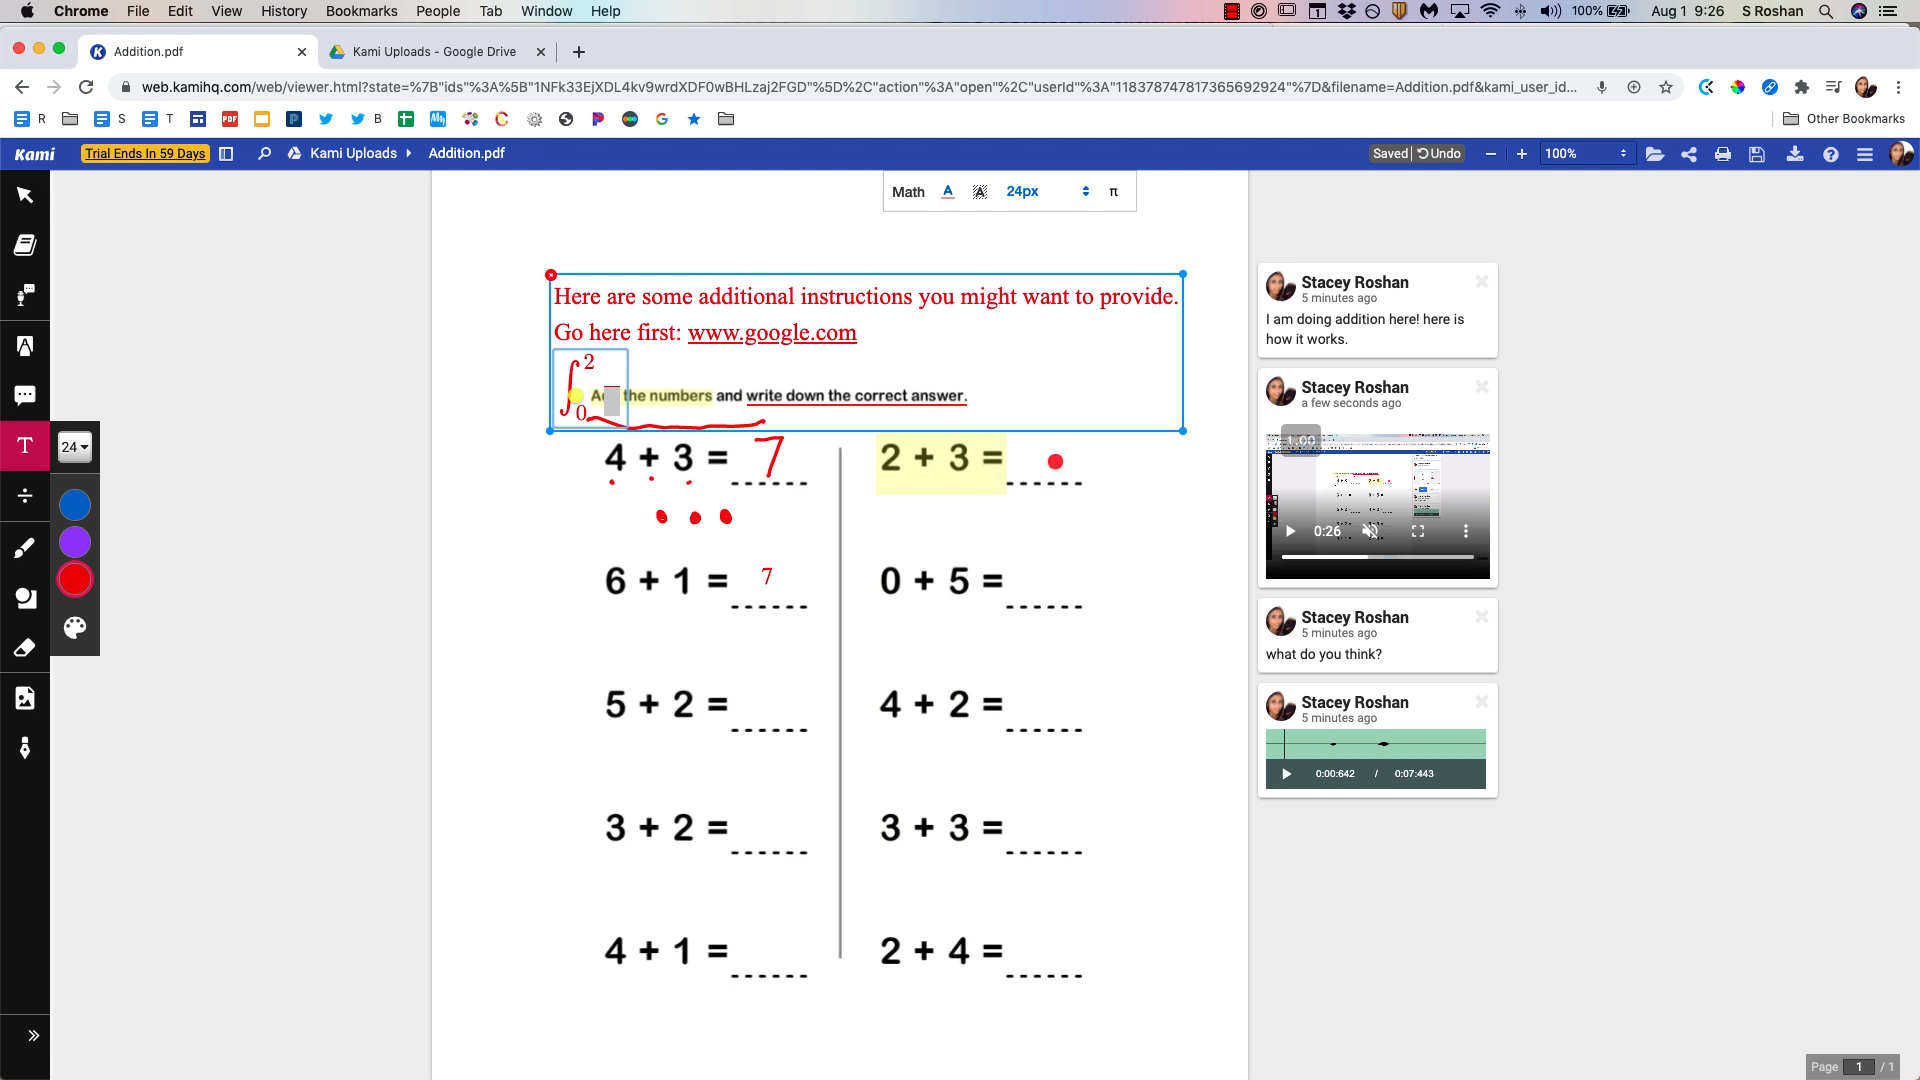 Chrome File Edit View History Bookmarks People Tab Window Help
100% Aug 1 9:26 S Roshan
Addition.pdf
Kami Uploads - Google Drive
web.kamihq.com/web/viewer.html?state=%7B"ids"%3A%5B"1NFk33EjXDL4kv9wrdXDF0wBHLzaj2FGD"%5D%2C"action"%3A"open"%2C"userId"%3A"118378747817365692924"%7D&filename=Addition.pdf&kami_user_id...
R S T PDF B Other Bookmarks
Kami Trial Ends In 59 Days Kami Uploads Addition.pdf Saved Undo 100%
Math A A 24px π
Here are some additional instructions you might want to provide.
Go here first: www.google.com
∫ 2 0
the numbers and write down the correct answer.
T 24
4 + 3 = 7
2 + 3 =
6 + 1 = 7
0 + 5 =
5 + 2 =
4 + 2 =
3 + 2 =
3 + 3 =
4 + 1 =
2 + 4 =
Stacey Roshan
5 minutes ago
I am doing addition here! here is
how it works.
Stacey Roshan
a few seconds ago
1.00
0:26
Stacey Roshan
5 minutes ago
what do you think?
Stacey Roshan
5 minutes ago
0:00:642 / 0:07:443
Page 1 / 1